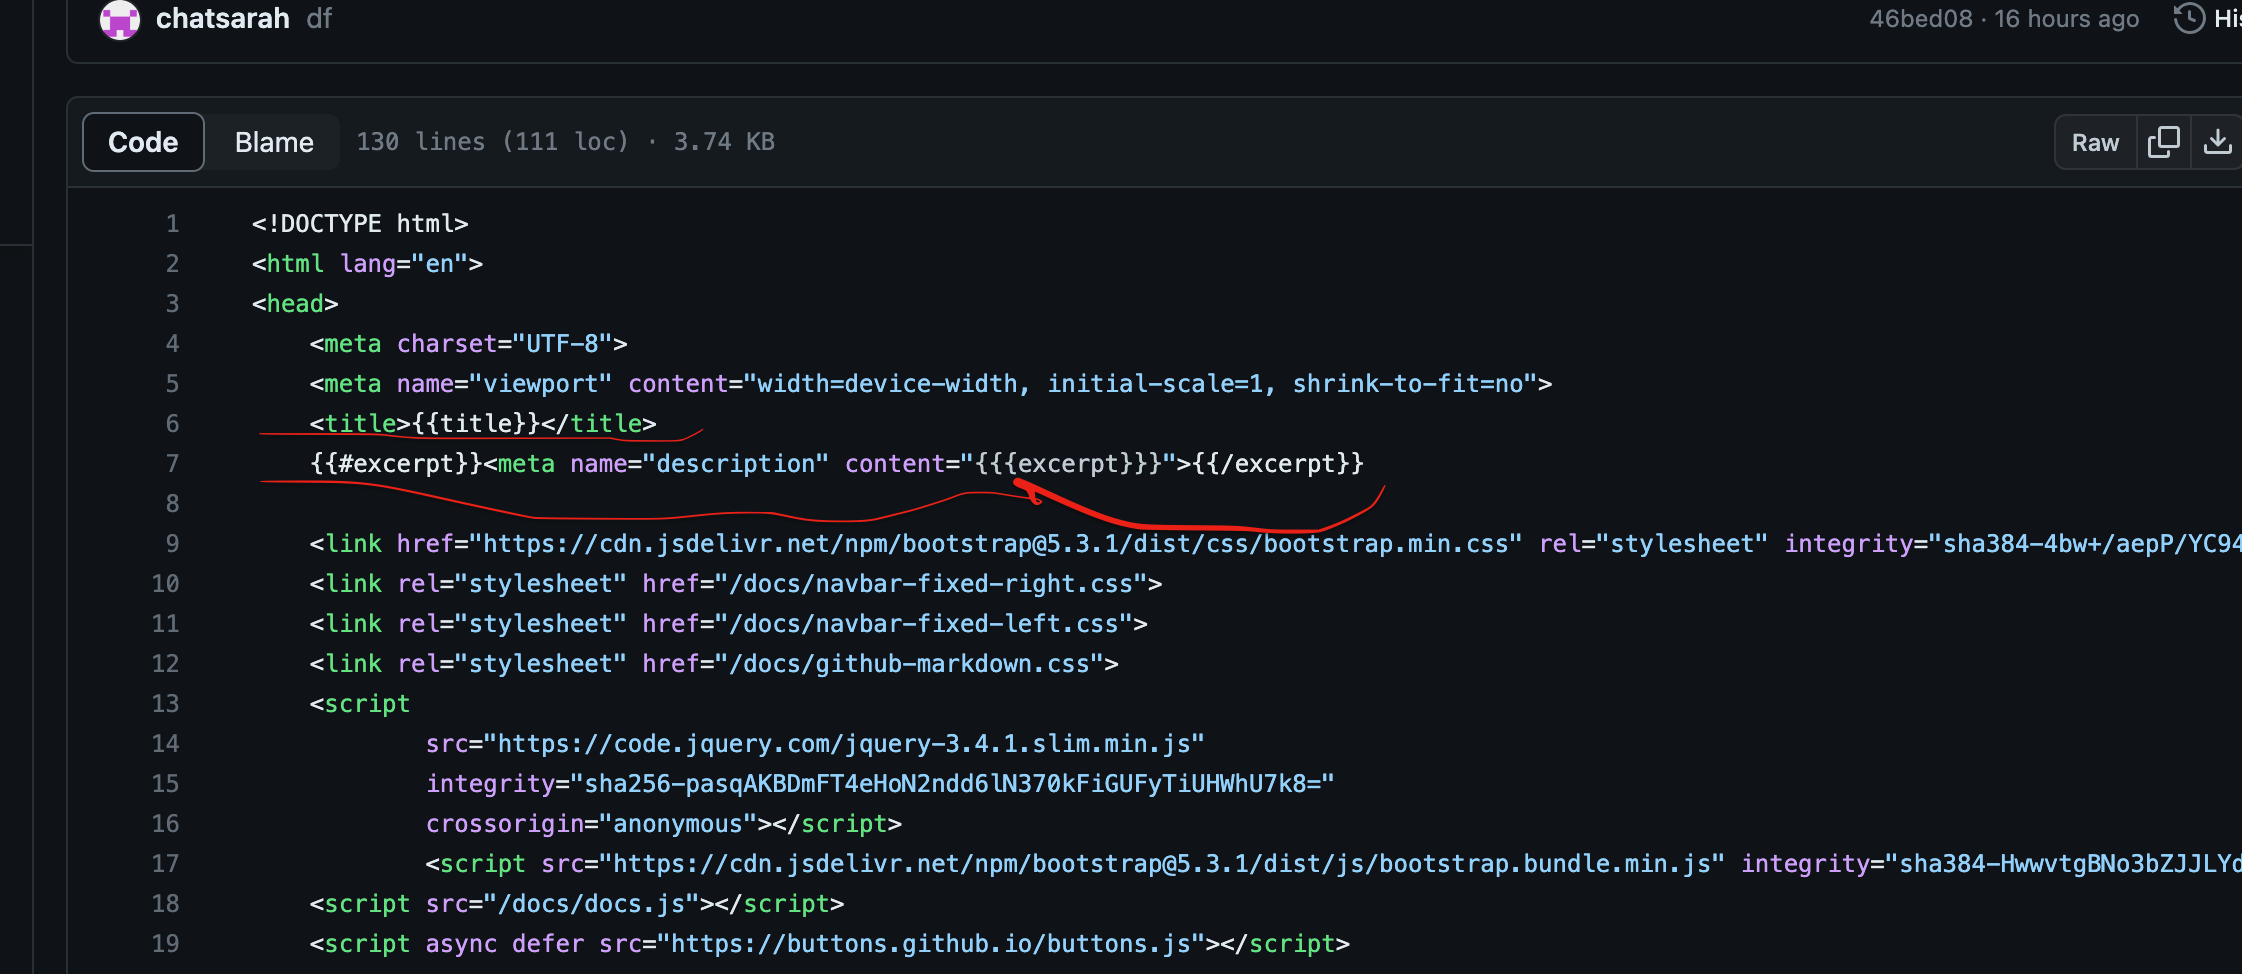 chatsarah df 46bed08 · 16 hours ago
Code Blame 130 lines (111 loc) · 3.74 KB Raw
1 <!DOCTYPE html>
2 <html lang="en">
3 <head>
4 <meta charset="UTF-8">
5 <meta name="viewport" content="width=device-width, initial-scale=1, shrink-to-fit=no">
6 <title>{{title}}</title>
7 {{#excerpt}}<meta name="description" content="{{{excerpt}}}">{{/excerpt}}
8
9 <link href="https://cdn.jsdelivr.net/npm/bootstrap@5.3.1/dist/css/bootstrap.min.css" rel="stylesheet" integrity="sha384-4bw+/aepP/YC94
10 <link rel="stylesheet" href="/docs/navbar-fixed-right.css">
11 <link rel="stylesheet" href="/docs/navbar-fixed-left.css">
12 <link rel="stylesheet" href="/docs/github-markdown.css">
13 <script
14 src="https://code.jquery.com/jquery-3.4.1.slim.min.js"
15 integrity="sha256-pasqAKBDmFT4eHoN2ndd6lN370kFiGUFyTiUHWhU7k8="
16 crossorigin="anonymous"></script>
17 <script src="https://cdn.jsdelivr.net/npm/bootstrap@5.3.1/dist/js/bootstrap.bundle.min.js" integrity="sha384-HwwvtgBNo3bZJJLYd
18 <script src="/docs/docs.js"></script>
19 <script async defer src="https://buttons.github.io/buttons.js"></script>